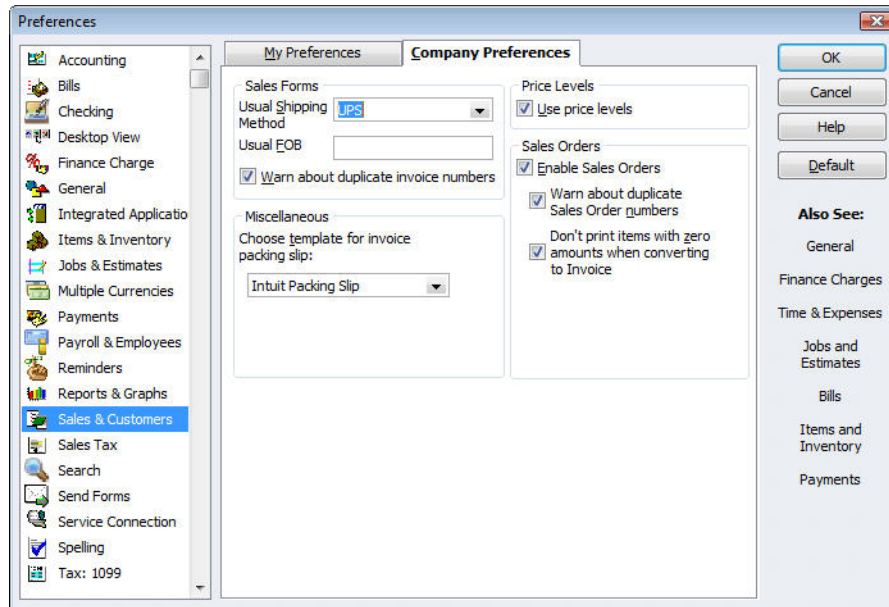 Preferences
Accounting
Bills
Checking
Desktop View
Finance Charge
General
Integrated Applicatio
Items & Inventory
Jobs & Estimates
Multiple Currencies
Payments
Payroll & Employees
Reminders
Reports & Graphs
Sales & Customers
Sales Tax
Search
Send Forms
Service Connection
Spelling
Tax: 1099
My Preferences
Company Preferences
Sales Forms
Usual Shipping
Method
UPS
Usual FOB
Warn about duplicate invoice numbers
Miscellaneous
Choose template for invoice
packing slip:
Intuit Packing Slip
Price Levels
Use price levels
Sales Orders
Enable Sales Orders
Warn about duplicate
Sales Order numbers
Don't print items with zero
amounts when converting
to Invoice
OK
Cancel
Help
Default
Also See:
General
Finance Charges
Time & Expenses
Jobs and
Estimates
Bills
Items and
Inventory
Payments